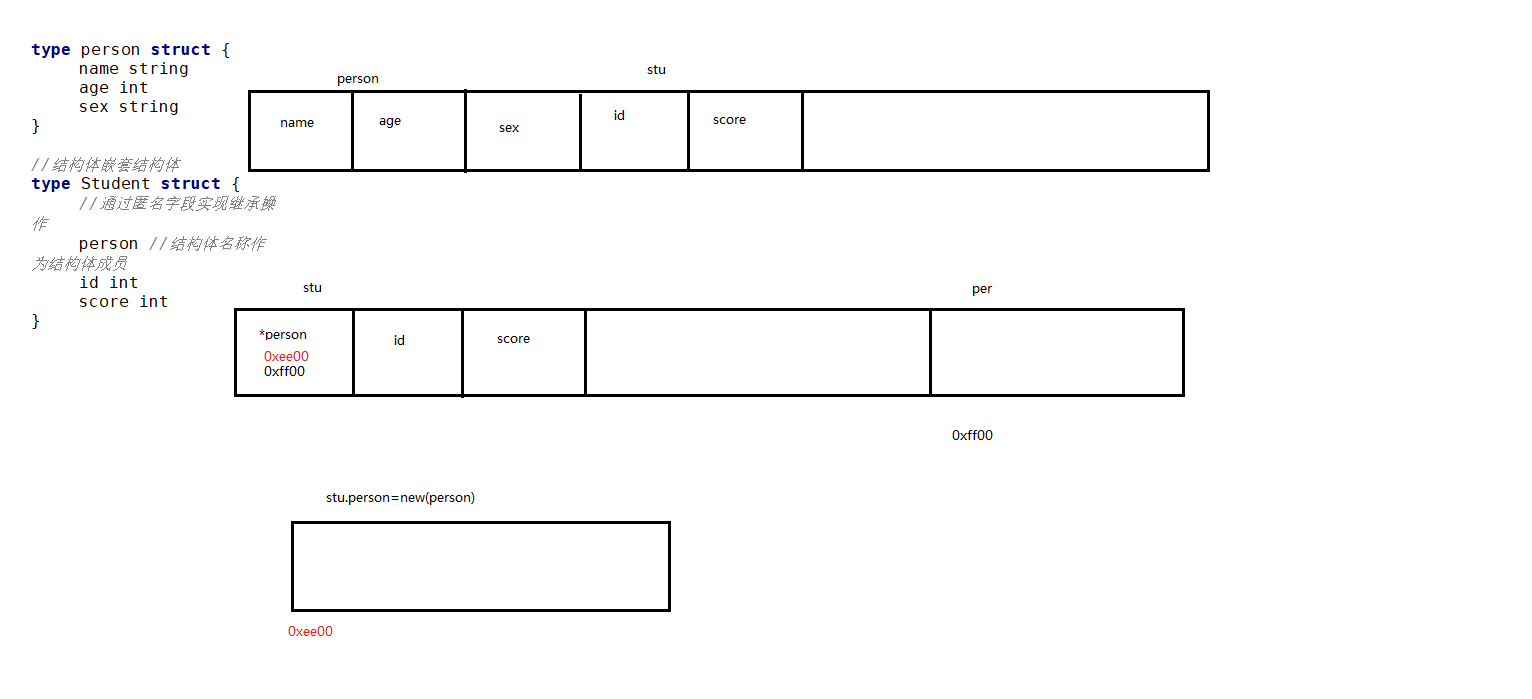 type person struct {
name string
age int
sex string
}
//结构体嵌套结构体
type Student struct {
//通过匿名字段实现继承操
作
person //结构体名称作
为结构体成员
id int
score int
}
person
stu
name
age
sex
id
score
stu
per
*person
0xee00
0xff00
id
score
0xff00
stu.person=new(person)
0xee00